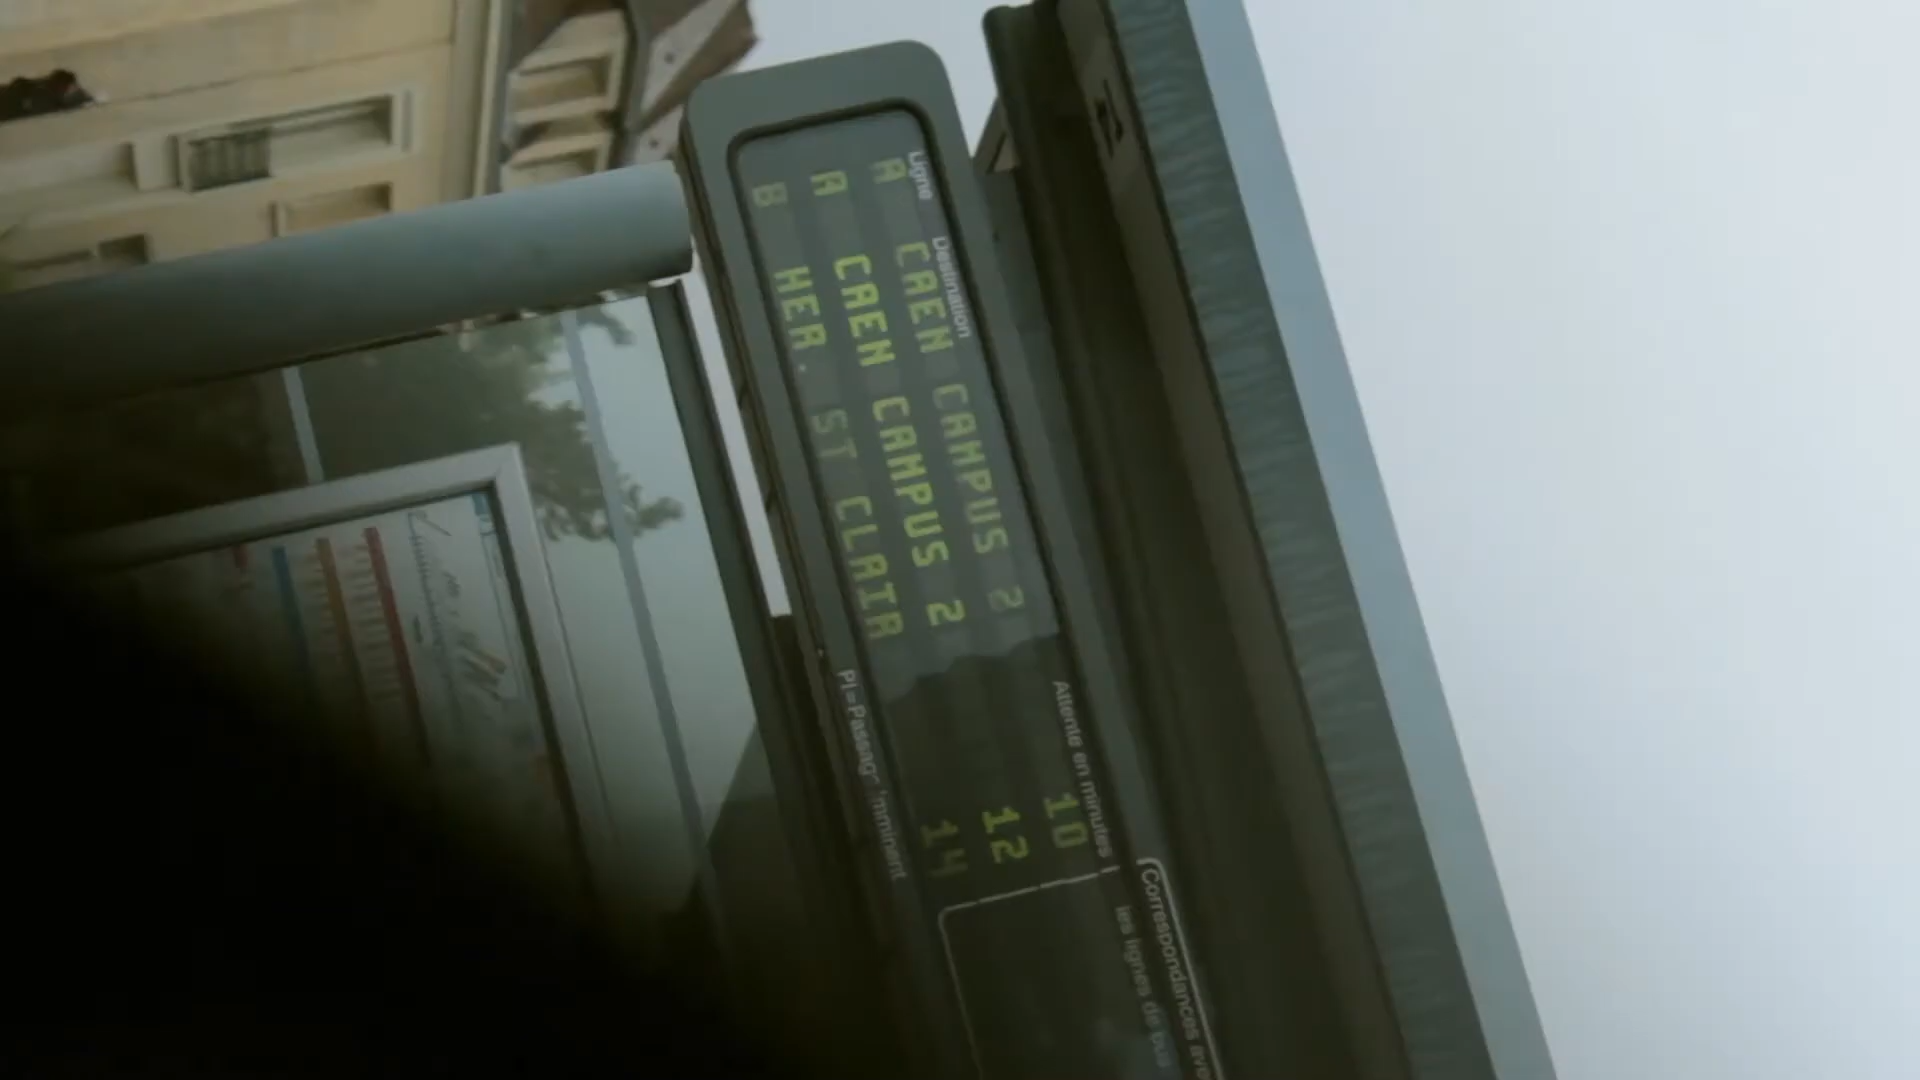 Ligne Destination Attente en minutes
A CAEN CAMPUS 2 10
A CAEN CAMPUS 2 12
B HER. ST CLAIR 14
PI=Passage imminent
Correspondances avec
les lignes de bus